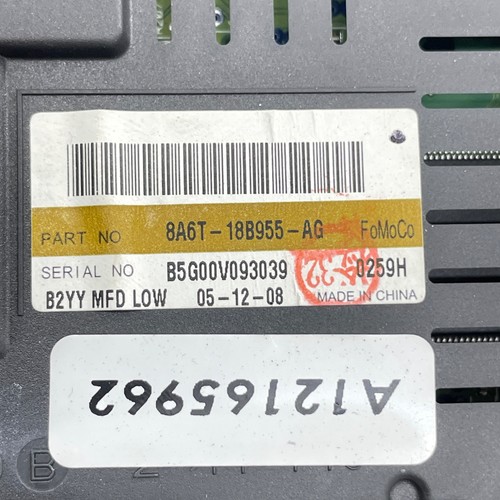 PART NO 8A6T-18B955-AG FoMoCo
SERIAL NO B5G00V093039 0259H
B2YY MFD LOW 05-12-08 MADE IN CHINA
A12165962
B